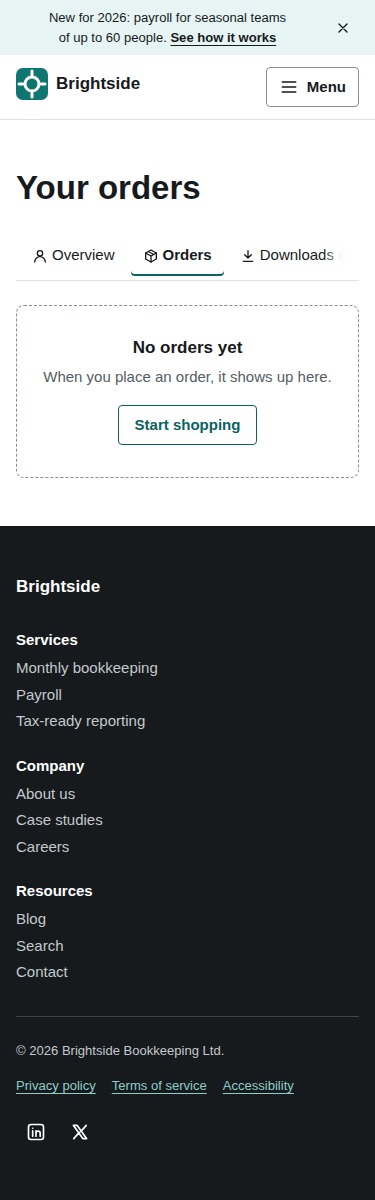 New for 2026: payroll for seasonal teams
of up to 60 people. See how it works
Brightside
Menu
Your orders
Overview
Orders
Downloads
No orders yet
When you place an order, it shows up here.
Start shopping
Brightside
Services
Monthly bookkeeping
Payroll
Tax-ready reporting
Company
About us
Case studies
Careers
Resources
Blog
Search
Contact
© 2026 Brightside Bookkeeping Ltd.
Privacy policy Terms of service Accessibility